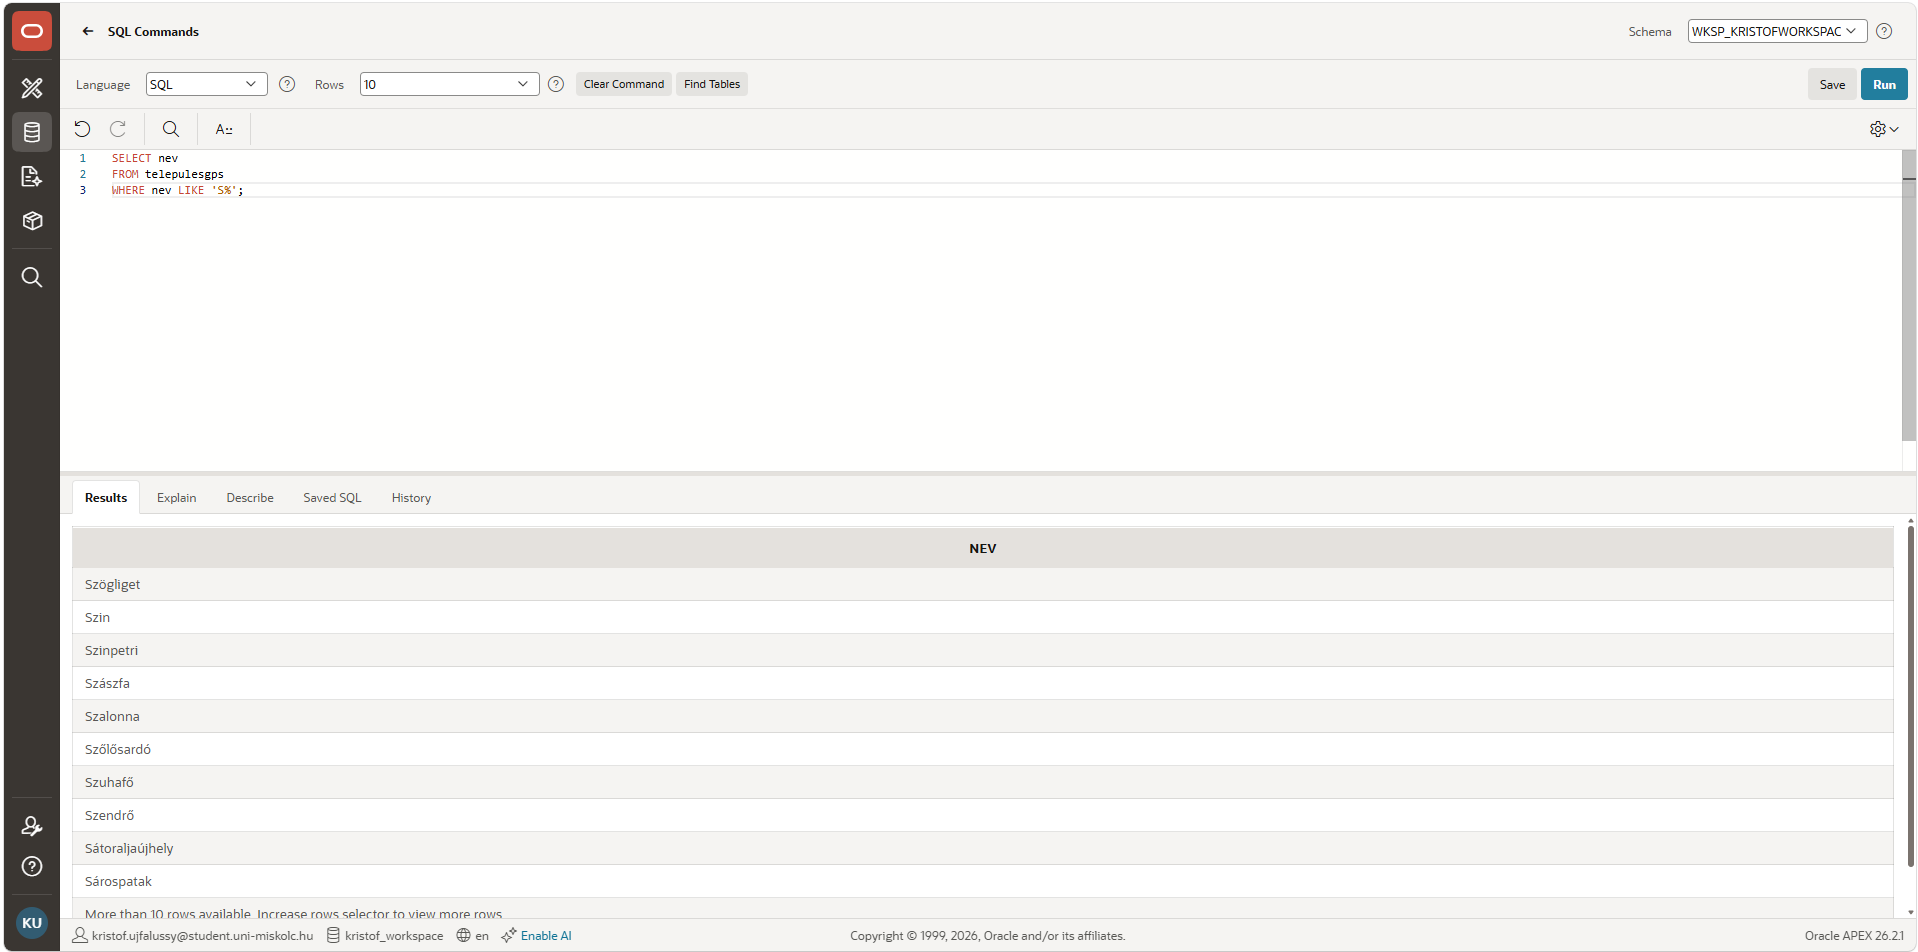 SQL Commands
Schema WKSP_KRISTOFWORKSPAC
Language SQL Rows 10 Clear Command Find Tables Save Run
A::
1 SELECT nev
2 FROM telepulesgps
3 WHERE nev LIKE 'S%';
Results Explain Describe Saved SQL History
NEV
Szögliget
Szin
Szinpetri
Szászfa
Szalonna
Szőlősardó
Szuhafő
Szendrő
Sátoraljaújhely
Sárospatak
More than 10 rows available. Increase rows selector to view more rows.
KU
kristof.ujfalussy@student.uni-miskolc.hu kristof_workspace en Enable AI Copyright © 1999, 2026, Oracle and/or its affiliates. Oracle APEX 26.2.1